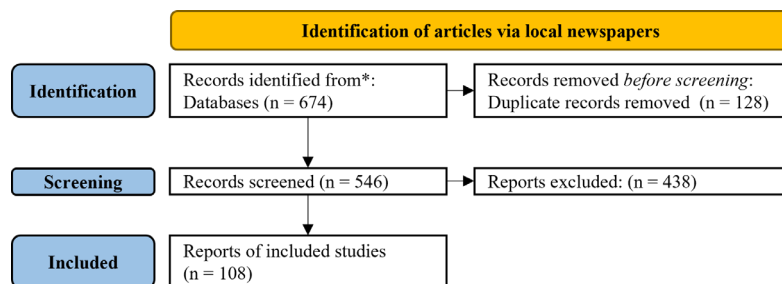 Identification of articles via local newspapers
Identification
Records identified from*:
Databases (n = 674)
Records removed before screening:
Duplicate records removed  (n = 128)
Screening
Records screened (n = 546)
Reports excluded: (n = 438)
Included
Reports of included studies
(n = 108)